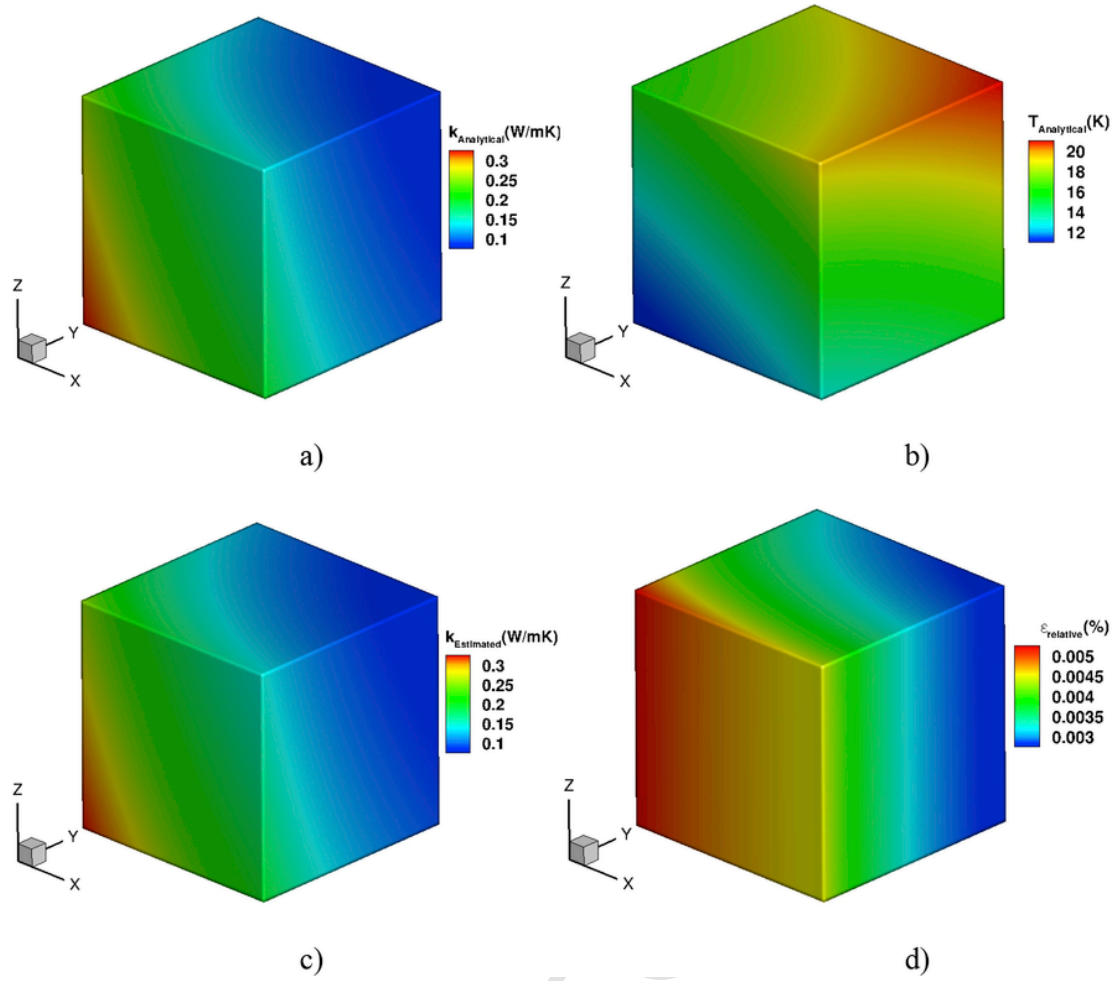 k_Analytical(W/mK)
0.3
0.25
0.2
0.15
0.1
Z
Y
X
a)
T_Analytical(K)
20
18
16
14
12
Z
Y
X
b)
k_Estimated(W/mK)
0.3
0.25
0.2
0.15
0.1
Z
Y
X
c)
ε_relative(%)
0.005
0.0045
0.004
0.0035
0.003
Z
Y
X
d)